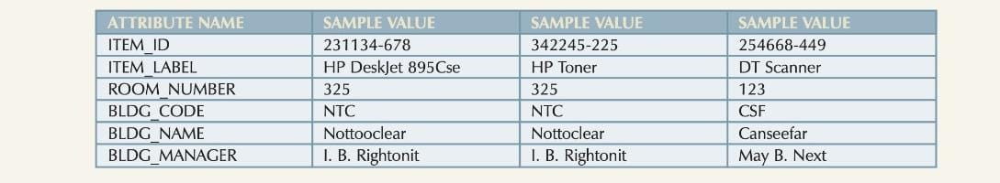 ATTRIBUTE NAME SAMPLE VALUE SAMPLE VALUE SAMPLE VALUE
ITEM_ID 231134-678 342245-225 254668-449
ITEM_LABEL HP DeskJet 895Cse HP Toner DT Scanner
ROOM_NUMBER 325 325 123
BLDG_CODE NTC NTC CSF
BLDG_NAME Nottooclear Nottoclear Canseefar
BLDG_MANAGER I. B. Rightonit I. B. Rightonit May B. Next